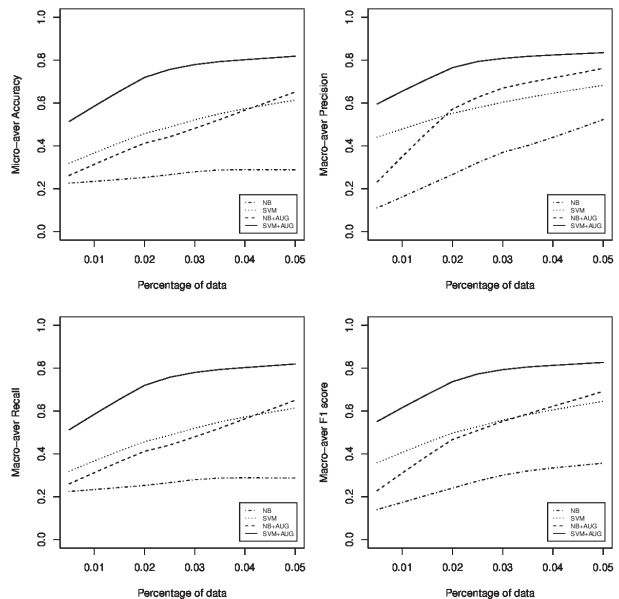 Micro-aver Accuracy
1.0
0.8
0.6
0.4
0.2
0.0
NB
SVM
NB+AUG
SVM+AUG
0.01 0.02 0.03 0.04 0.05
Percentage of data
Macro-aver Precision
1.0
0.8
0.6
0.4
0.2
0.0
NB
SVM
NB+AUG
SVM+AUG
0.01 0.02 0.03 0.04 0.05
Percentage of data
Macro-aver Recall
1.0
0.8
0.6
0.4
0.2
0.0
NB
SVM
NB+AUG
SVM+AUG
0.01 0.02 0.03 0.04 0.05
Percentage of data
Macro-aver F1 score
1.0
0.8
0.6
0.4
0.2
0.0
NB
SVM
NB+AUG
SVM+AUG
0.01 0.02 0.03 0.04 0.05
Percentage of data